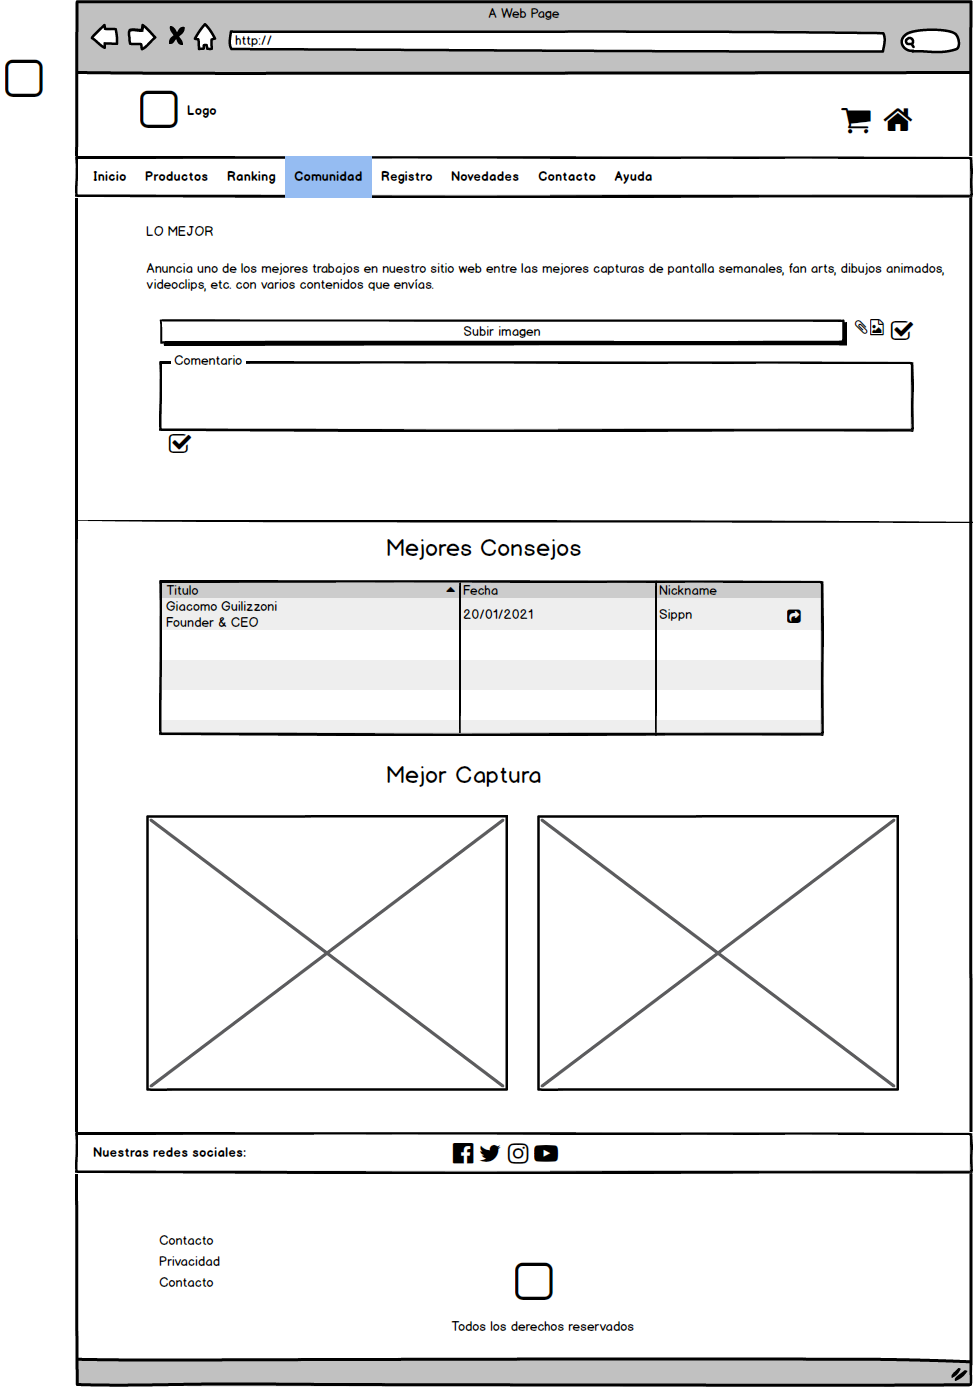 A Web Page
http://
Logo
Inicio Productos Ranking Comunidad Registro Novedades Contacto Ayuda
LO MEJOR
Anuncia uno de los mejores trabajos en nuestro sitio web entre las mejores capturas de pantalla semanales, fan arts, dibujos animados,
videoclips, etc. con varios contenidos que envías.
Subir imagen
Comentario
Mejores Consejos
Titulo Fecha Nickname
Giacomo Guilizzoni
Founder & CEO
20/01/2021
Sippn
Mejor Captura
Nuestras redes sociales:
Contacto
Privacidad
Contacto
Todos los derechos reservados